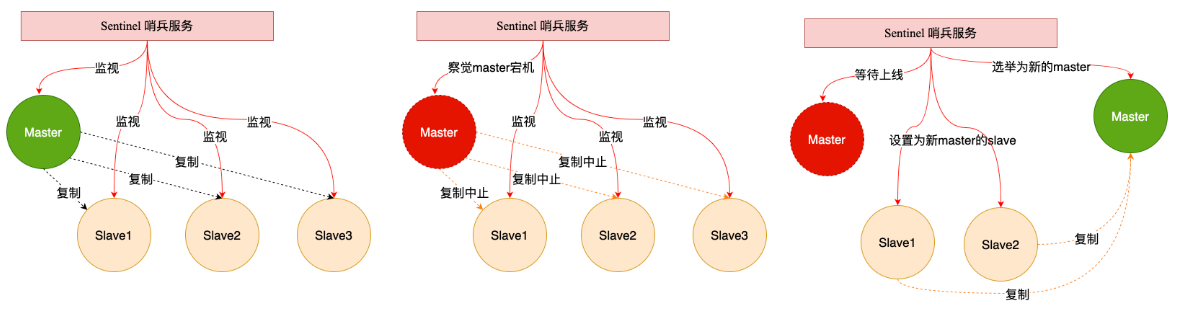 Sentinel 哨兵服务
监视
Master
监视
监视
监视
复制
复制
复制
Slave1
Slave2
Slave3
Sentinel 哨兵服务
察觉master宕机
Master
监视
监视
监视
复制中止
复制中止
复制中止
Slave1
Slave2
Slave3
Sentinel 哨兵服务
等待上线
选举为新的master
Master
Master
设置为新master的slave
Slave1
Slave2
复制
复制